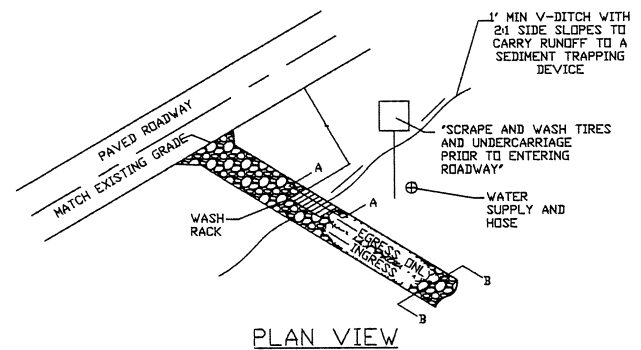 1' MIN V-DITCH WITH
2:1 SIDE SLOPES TO
CARRY RUNOFF TO A
SEDIMENT TRAPPING
DEVICE
PAVED ROADWAY
MATCH EXISTING GRADE
"SCRAPE AND WASH TIRES
AND UNDERCARRIAGE
PRIOR TO ENTERING
ROADWAY"
A
A
WASH
RACK
WATER
SUPPLY AND
HOSE
EGRESS ONLY
INGRESS
B
B
PLAN VIEW